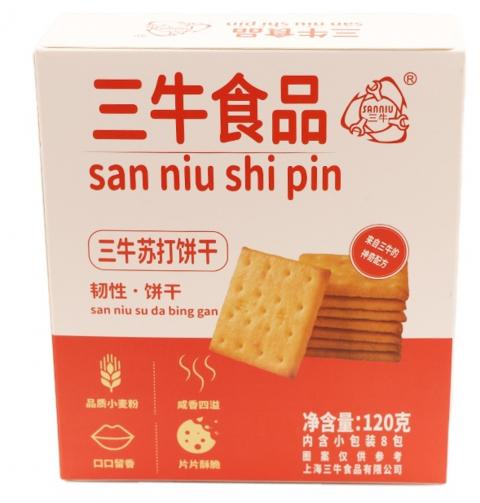 三牛食品
san niu shi pin
三牛食品
SANNIU
三牛
®
san niu shi pin
三牛苏打饼干
来自三牛的
神奇配方
韧性·饼干
san niu su da bing gan
品质小麦粉
咸香四溢
口口留香
片片酥脆
净含量:120克
内含小包装8包
图案仅供参考
上海三牛食品有限公司